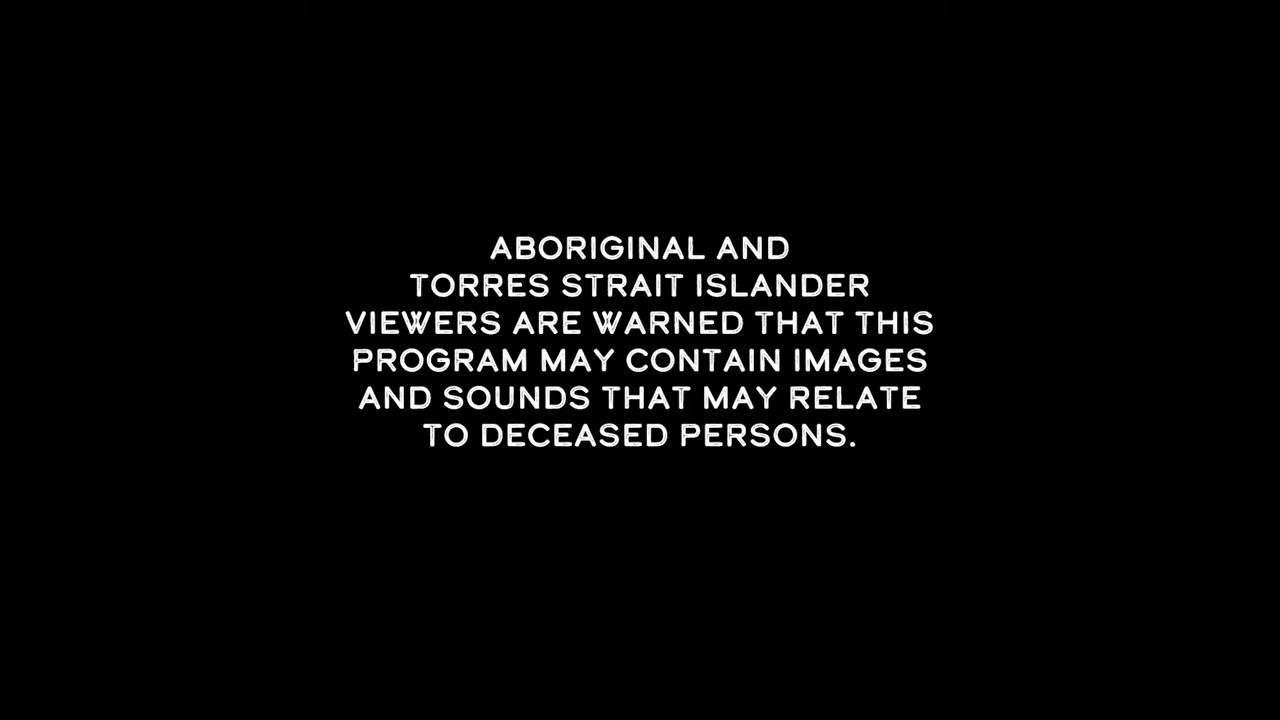 ABORIGINAL AND
TORRES STRAIT ISLANDER
VIEWERS ARE WARNED THAT THIS
PROGRAM MAY CONTAIN IMAGES
AND SOUNDS THAT MAY RELATE
TO DECEASED PERSONS.